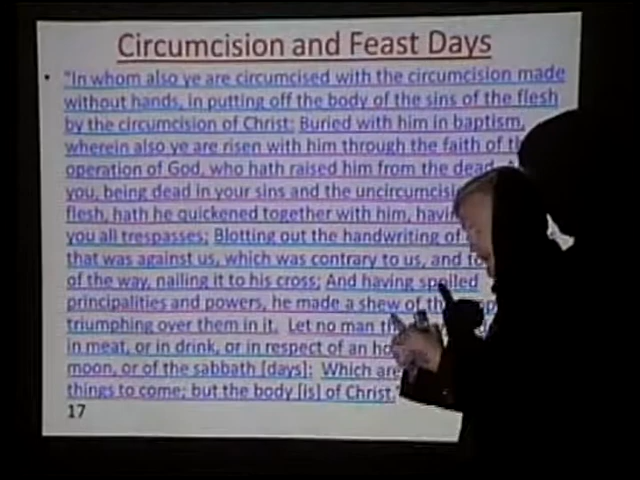 Circumcision and Feast Days
• "In whom also ye are circumcised with the circumcision made
without hands, in putting off the body of the sins of the flesh
by the circumcision of Christ: Buried with him in baptism,
wherein also ye are risen with him through the faith of
operation of God, who hath raised him from the dead.
you, being dead in your sins and the
flesh, hath he quickened together with him,
you all trespasses; Blotting out the handwriting of
that was against us, which was contrary to us, and
of the way, nailing it to his cross; And having spoiled
principalities and powers, he made a shew of
triumphing over them in it. Let no man
in meat, or in drink, or in respect of an
moon, or of the sabbath [days]: Which are
things to come; but the body [is] of Christ.
17